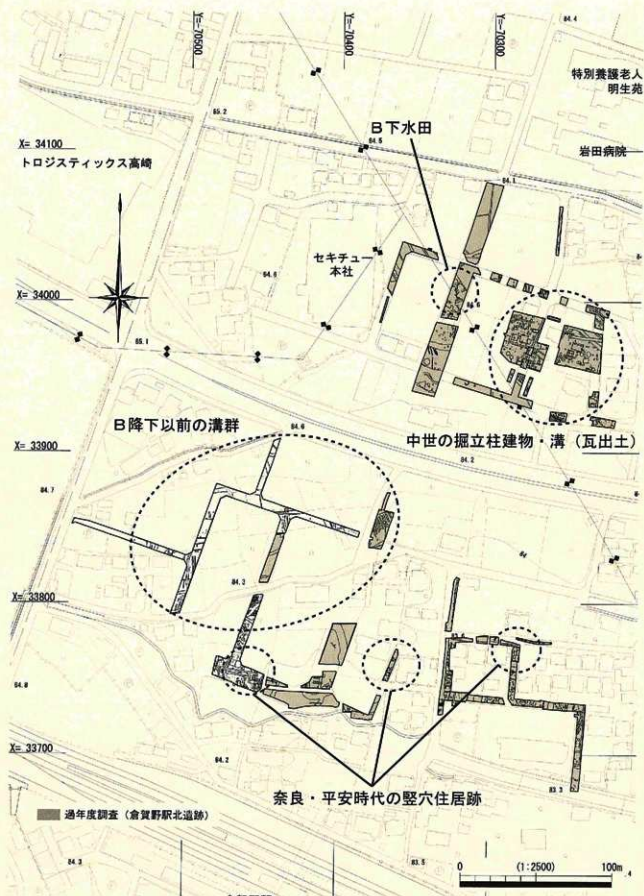 Y=-70500
Y=-70400
Y=-70300
84.4
特別養護老人
明生苑
85.2
B下水田
X= 34100
84.5
岩田病院
トロジスティックス高崎
84.1
セキチュー
本社
84.6
X= 34000
85.1
B降下以前の溝群
84.6
中世の掘立柱建物・溝（瓦出土）
X= 33900
84.2
84.7
84.2
X= 33800
84.0
X= 33700
84.2
奈良・平安時代の竪穴住居跡
83.3
過年度調査（倉賀野駅北遺跡）
84.3
83.5
0 (1:2500) 100m